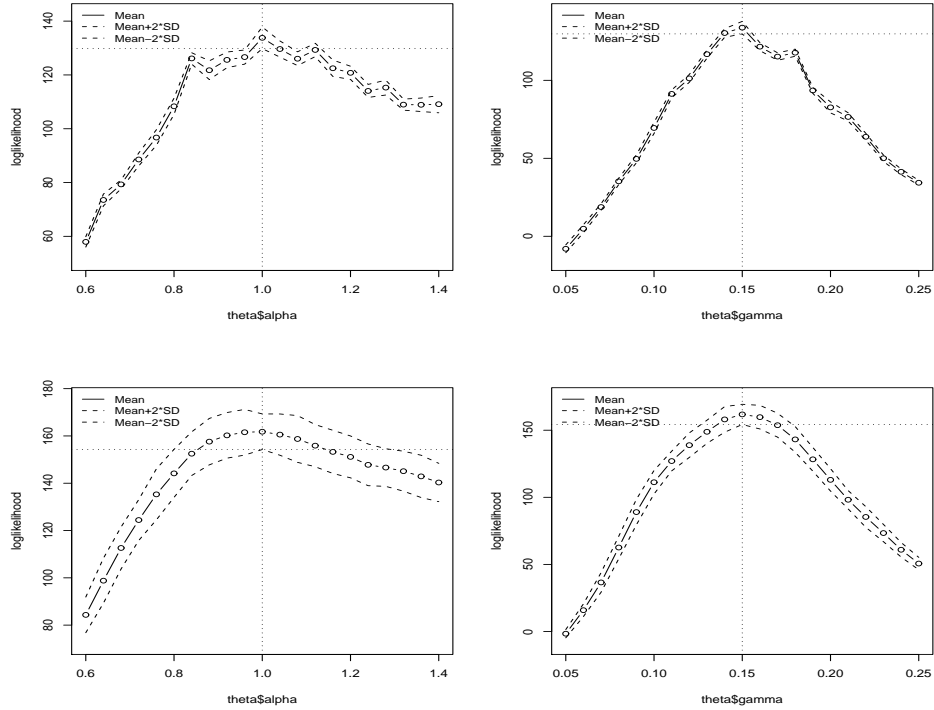 Mean
Mean+2*SD
Mean−2*SD
140
120
100
80
60
loglikelihood
0.6 0.8 1.0 1.2 1.4
theta$alpha
Mean
Mean+2*SD
Mean−2*SD
100
50
0
loglikelihood
0.05 0.10 0.15 0.20 0.25
theta$gamma
Mean
Mean+2*SD
Mean−2*SD
180
160
140
120
100
80
loglikelihood
0.6 0.8 1.0 1.2 1.4
theta$alpha
Mean
Mean+2*SD
Mean−2*SD
150
100
50
0
loglikelihood
0.05 0.10 0.15 0.20 0.25
theta$gamma